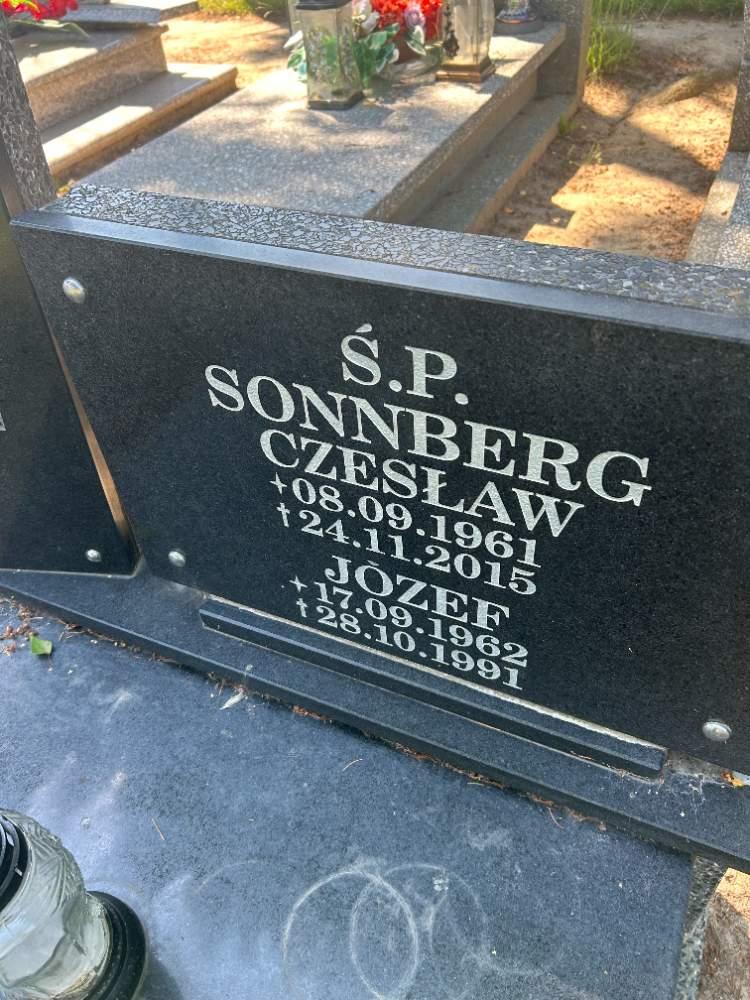 Ś.P.
SONNBERG
CZESŁAW
+08.09.1961
†24.11.2015
JÓZEF
+17.09.1962
†28.10.1991